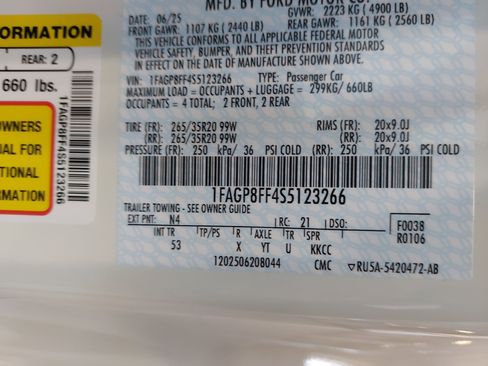 FORMATION
REAR: 2
660 lbs.
OWNERS
AL FOR
TIONAL
ION
1FAGP8FF4S5123266
MFD. BY FORD MOTOR CO.
DATE: 06/25 GVWR: 2223 KG (4900 LB)
FRONT GAWR: 1107 KG (2440 LB) REAR GAWR: 1161 KG (2560 LB)
THIS VEHICLE CONFORMS TO ALL APPLICABLE FEDERAL MOTOR
VEHICLE SAFETY, BUMPER, AND THEFT PREVENTION STANDARDS
IN EFFECT ON THE DATE OF MANUFACTURE SHOWN ABOVE.
VIN: 1FAGP8FF4S5123266 TYPE: Passenger Car
MAXIMUM LOAD = OCCUPANTS + LUGGAGE = 299KG/ 660LB
OCCUPANTS = 4 TOTAL; 2 FRONT, 2 REAR
TIRE (FR): 265/35R20 99W RIMS (FR): 20x9.0J
(RR): 265/35R20 99W (RR): 20x9.0J
PRESSURE (FR): 250 kPa/ 36 PSI COLD (RR): 250 kPa/ 36 PSI COLD
1FAGP8FF4S5123266
TRAILER TOWING - SEE OWNER GUIDE
EXT PNT: N4 RC: 21 DSO: F0038
R0106
INT TR TP/PS R AXLE TR SPR
53 X YT U KKCC
1202506208044 CMC ▽RU5A-5420472-AB